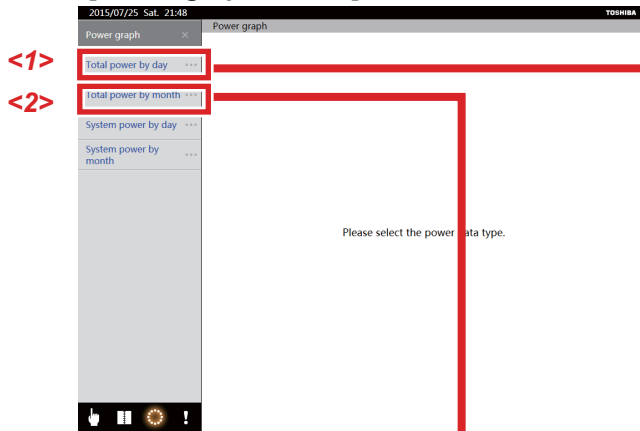 2015/07/25 Sat. 21:48
TOSHIBA
Power graph ×
Power graph
<1>
Total power by day ...
<2>
Total power by month ...
System power by day ...
System power by
month ...
Please select the power data type.
!